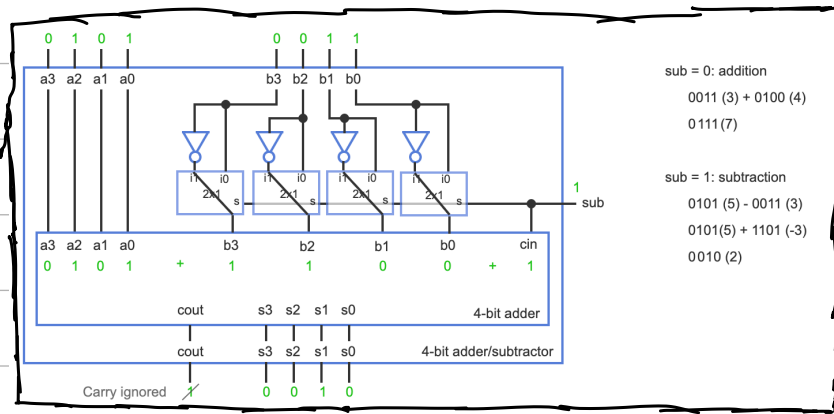 0 1 0 1 0 0 1 1
a3 a2 a1 a0 b3 b2 b1 b0
i1 i0 i1 i0 i1 i0 i1 i0
2x1 s 2x1 s 2x1 s 2x1 s
1
sub
a3 a2 a1 a0 b3 b2 b1 b0 cin
0 1 0 1 + 1 1 0 0 + 1
cout s3 s2 s1 s0 4-bit adder
cout s3 s2 s1 s0 4-bit adder/subtractor
Carry ignored 1 0 0 1 0
sub = 0: addition
0011 (3) + 0100 (4)
0111(7)
sub = 1: subtraction
0101 (5) - 0011 (3)
0101(5) + 1101 (-3)
0010 (2)